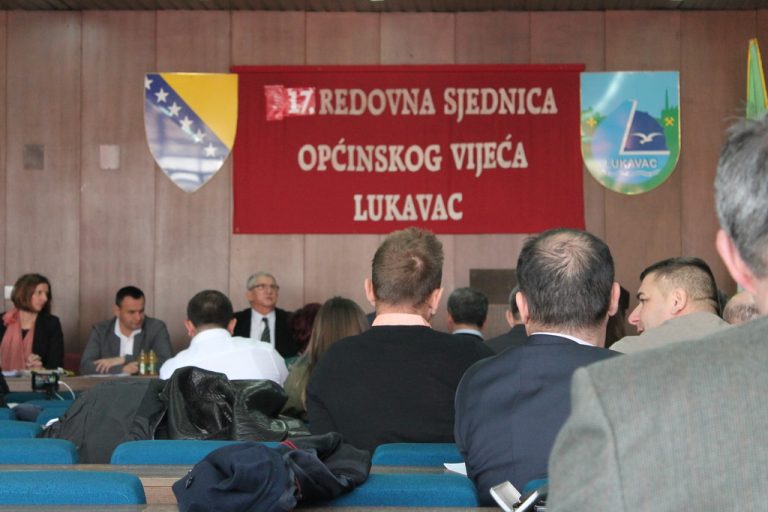 17. REDOVNA SJEDNICA
OPĆINSKOG VIJEĆA
LUKAVAC
LUKAVAC